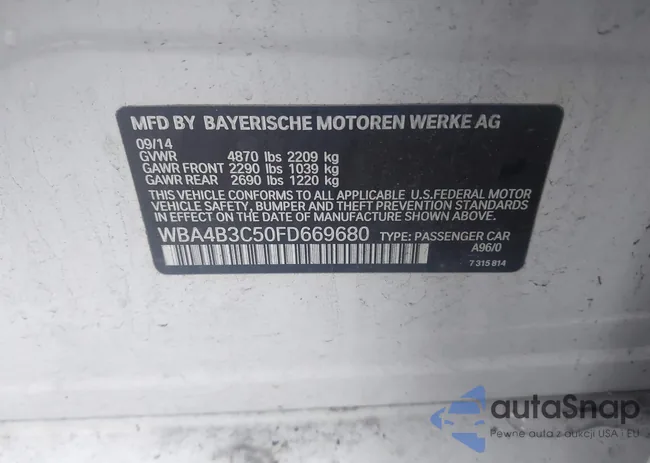 MFD BY BAYERISCHE MOTOREN WERKE AG
09/14
GVWR 4870 lbs 2209 kg
GAWR FRONT 2290 lbs 1039 kg
GAWR REAR 2690 lbs 1220 kg
THIS VEHICLE CONFORMS TO ALL APPLICABLE U.S.FEDERAL MOTOR
VEHICLE SAFETY, BUMPER AND THEFT PREVENTION STANDARDS
IN EFFECT ON THE DATE OF MANUFACTURE SHOWN ABOVE.
WBA4B3C50FD669680 TYPE: PASSENGER CAR
A96/0
7 315 814
autaSnap
Pewne auta z aukcji USA i EU